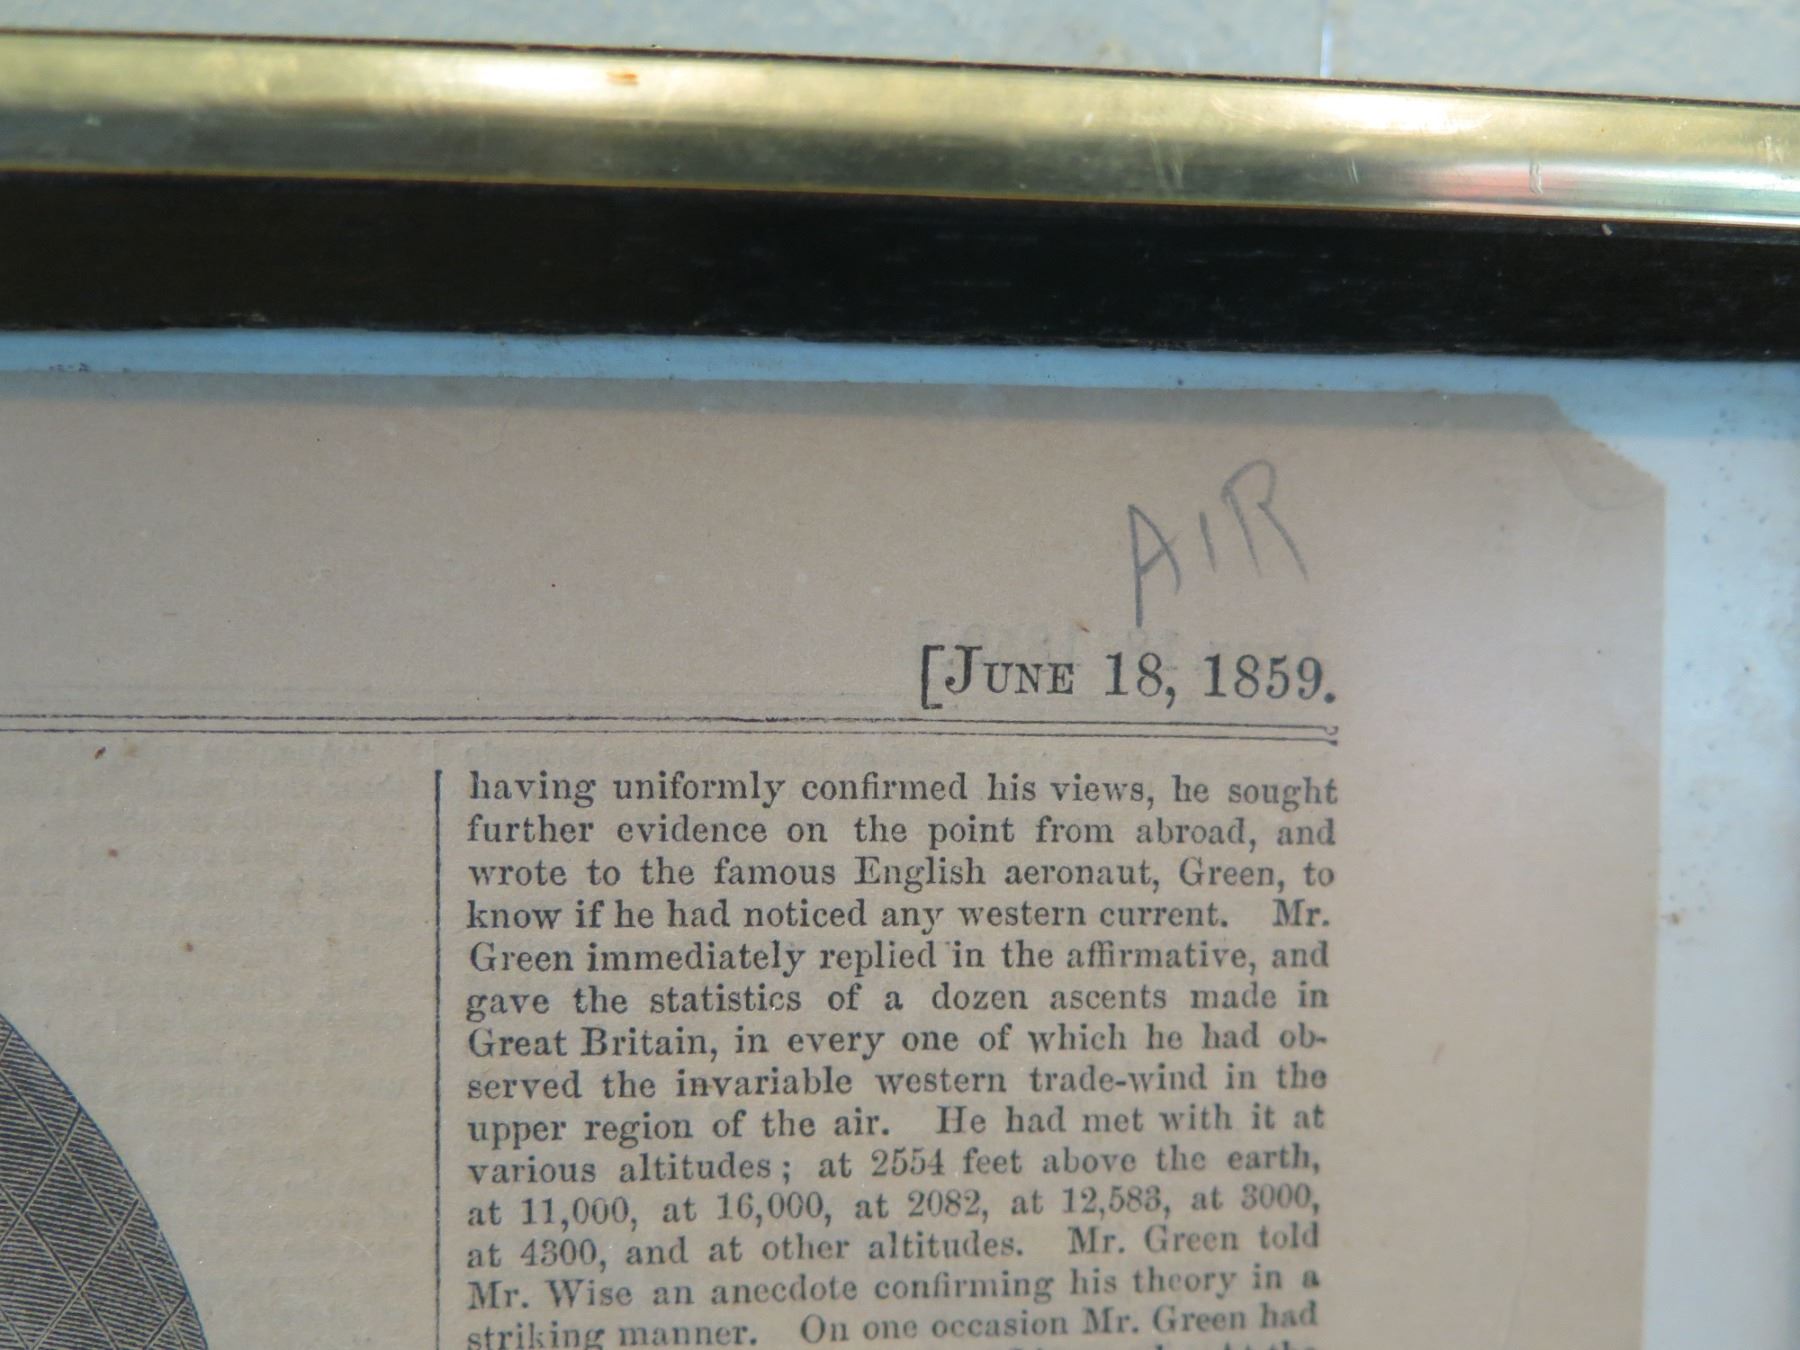 AIR
[JUNE 18, 1859.
having uniformly confirmed his views, he sought
further evidence on the point from abroad, and
wrote to the famous English aeronaut, Green, to
know if he had noticed any western current. Mr.
Green immediately replied in the affirmative, and
gave the statistics of a dozen ascents made in
Great Britain, in every one of which he had ob-
served the invariable western trade-wind in the
upper region of the air. He had met with it at
various altitudes; at 2554 feet above the earth,
at 11,000, at 16,000, at 2082, at 12,583, at 3000,
at 4300, and at other altitudes. Mr. Green told
Mr. Wise an anecdote confirming his theory in a
striking manner. On one occasion Mr. Green had